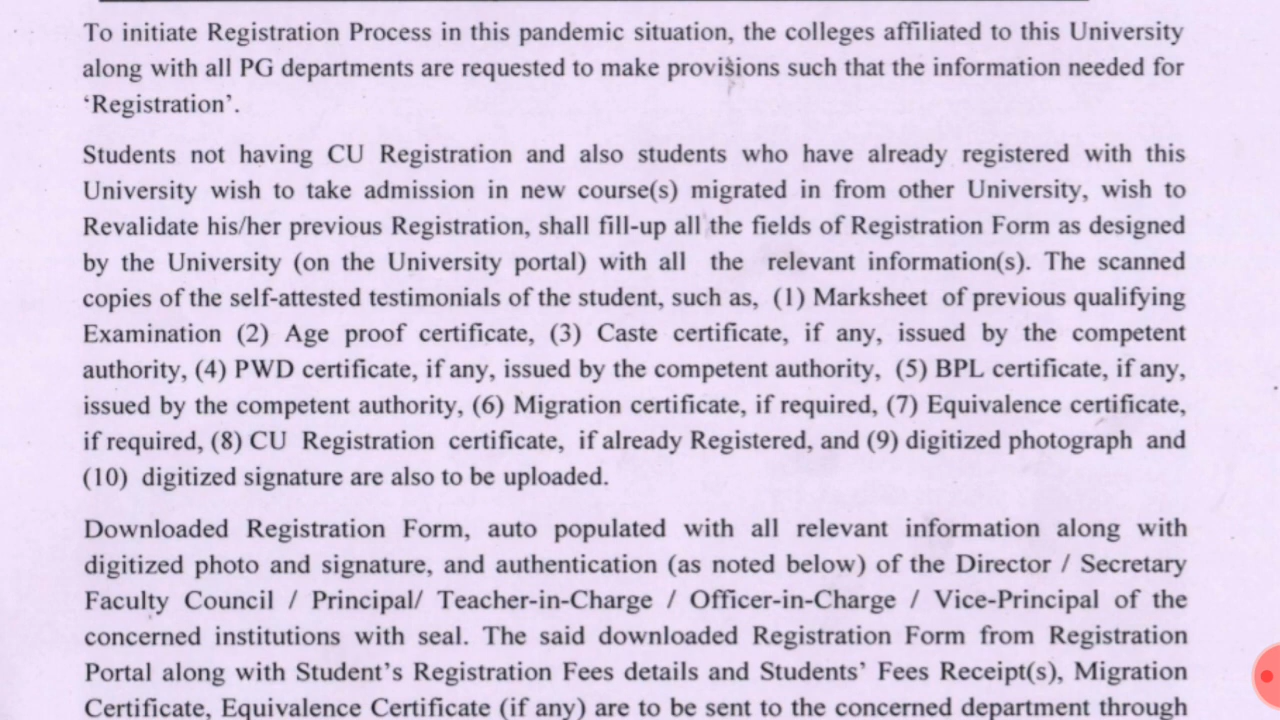 To initiate Registration Process in this pandemic situation, the colleges affiliated to this University
along with all PG departments are requested to make provisions such that the information needed for
‘Registration’.
Students not having CU Registration and also students who have already registered with this
University wish to take admission in new course(s) migrated in from other University, wish to
Revalidate his/her previous Registration, shall fill-up all the fields of Registration Form as designed
by the University (on the University portal) with all the relevant information(s). The scanned
copies of the self-attested testimonials of the student, such as, (1) Marksheet of previous qualifying
Examination (2) Age proof certificate, (3) Caste certificate, if any, issued by the competent
authority, (4) PWD certificate, if any, issued by the competent authority, (5) BPL certificate, if any,
issued by the competent authority, (6) Migration certificate, if required, (7) Equivalence certificate,
if required, (8) CU Registration certificate, if already Registered, and (9) digitized photograph and
(10) digitized signature are also to be uploaded.
Downloaded Registration Form, auto populated with all relevant information along with
digitized photo and signature, and authentication (as noted below) of the Director / Secretary
Faculty Council / Principal/ Teacher-in-Charge / Officer-in-Charge / Vice-Principal of the
concerned institutions with seal. The said downloaded Registration Form from Registration
Portal along with Student’s Registration Fees details and Students’ Fees Receipt(s), Migration
Certificate, Equivalence Certificate (if any) are to be sent to the concerned department through